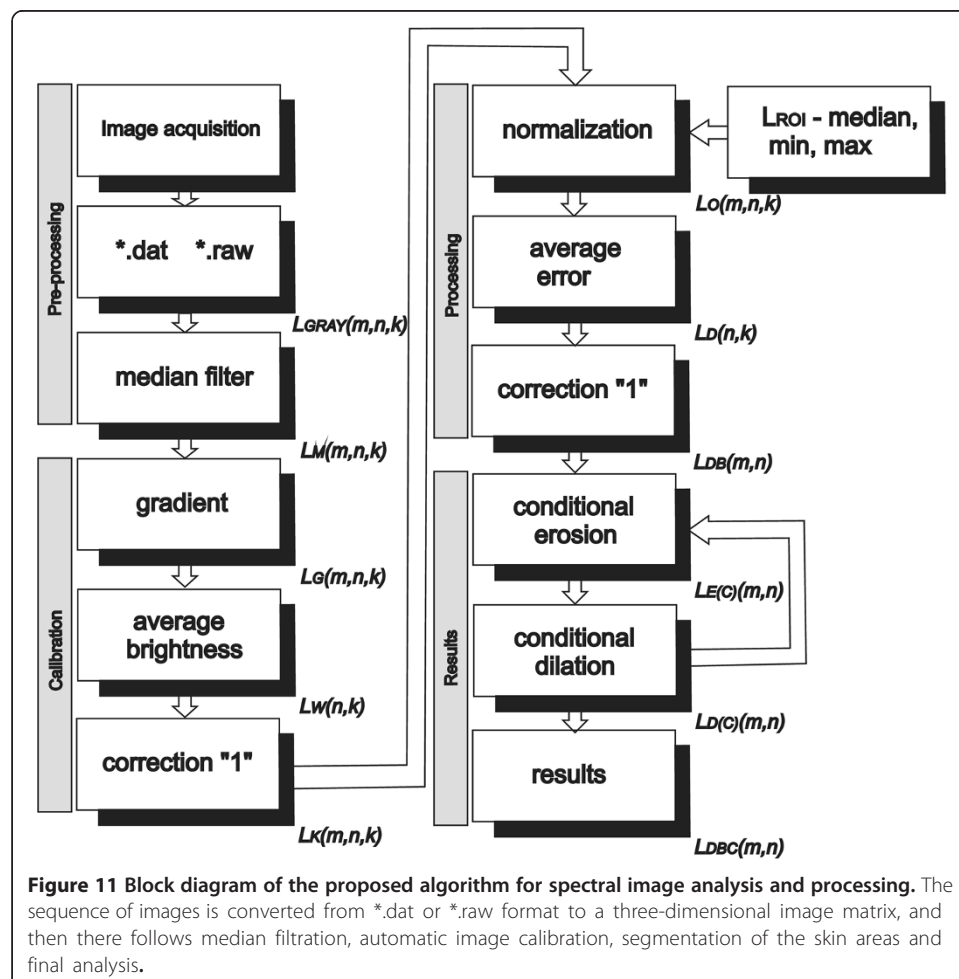 Pre-processing
Image acquisition
*.dat *.raw
LGRAY(m,n,k)
median filter
LM(m,n,k)
Calibration
gradient
LG(m,n,k)
average
brightness
LW(n,k)
correction "1"
LK(m,n,k)
Processing
normalization
LROI - median,
min, max
LO(m,n,k)
average
error
LD(n,k)
correction "1"
LDB(m,n)
Results
conditional
erosion
LE(C)(m,n)
conditional
dilation
LD(C)(m,n)
results
LDBC(m,n)
Figure 11 Block diagram of the proposed algorithm for spectral image analysis and processing. The
sequence of images is converted from *.dat or *.raw format to a three-dimensional image matrix, and
then there follows median filtration, automatic image calibration, segmentation of the skin areas and
final analysis.